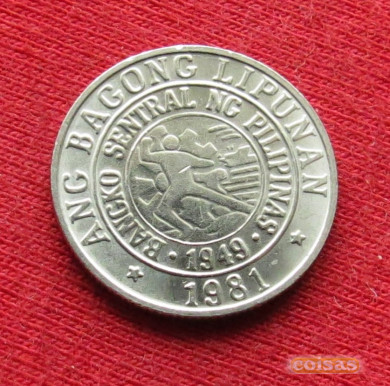 ANG BAGONG LIPUNAN
BANGKO SENTRAL NG PILIPINAS
· 1949 ·
1981
coisas